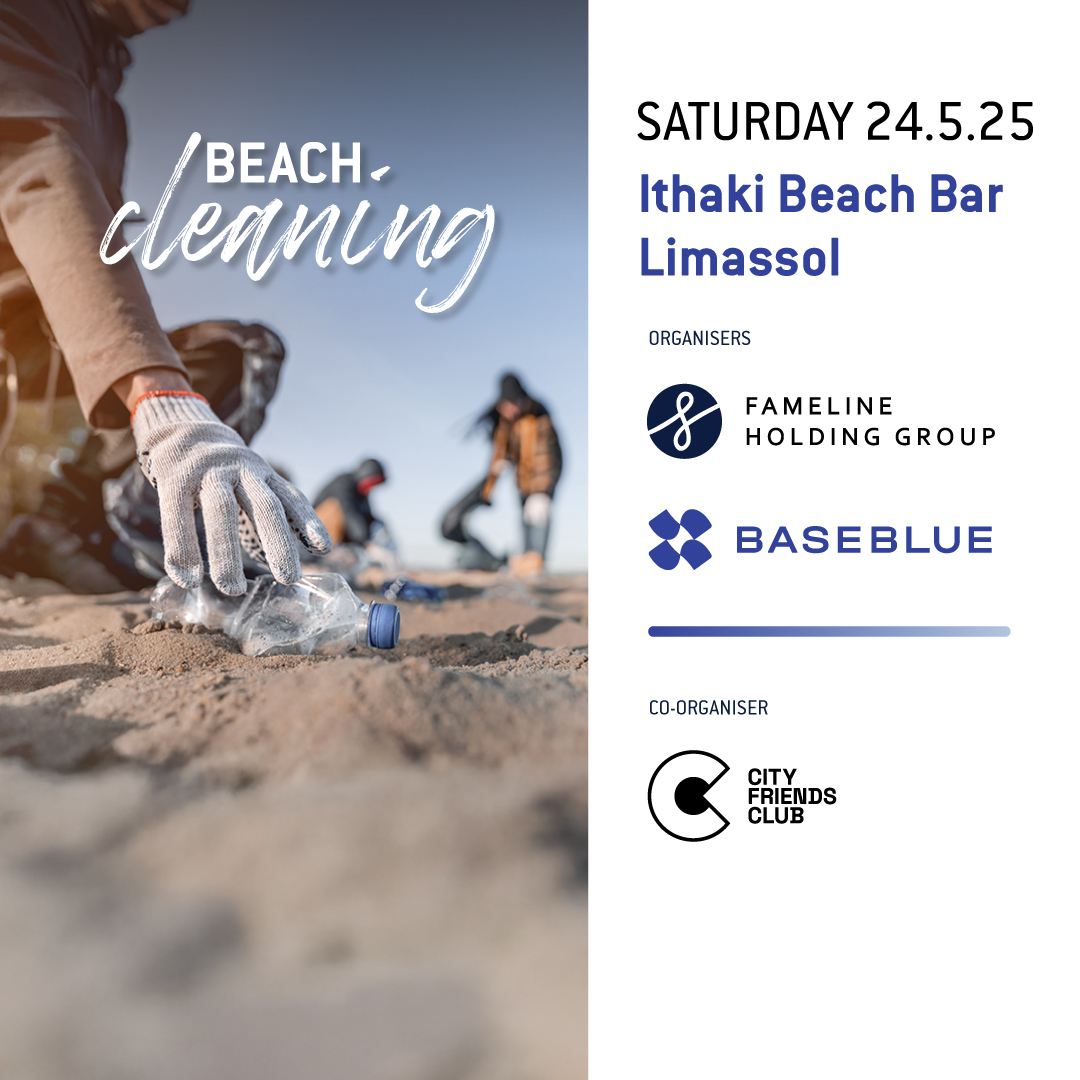 BEACH
cleaning
SATURDAY 24.5.25
Ithaki Beach Bar
Limassol
ORGANISERS
FAMELINE
HOLDING GROUP
BASEBLUE
CO-ORGANISER
CITY
FRIENDS
CLUB